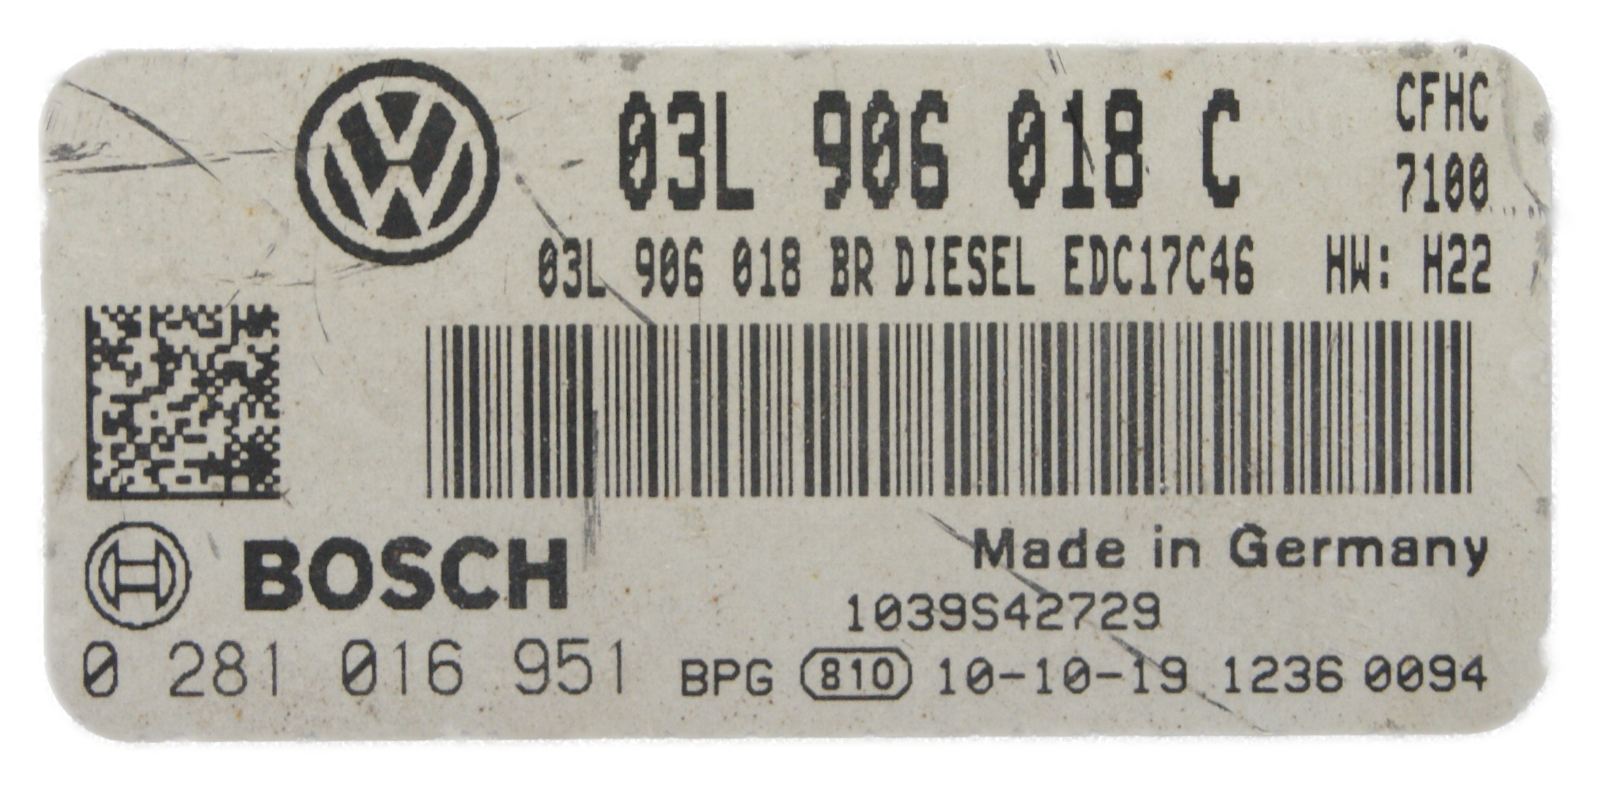 03L 906 018 C
CFHC
7100
03L 906 018 BR DIESEL EDC17C46 HW: H22
BOSCH
Made in Germany
1039S42729
0 281 016 951 BPG 810 10-10-19 1236 0094